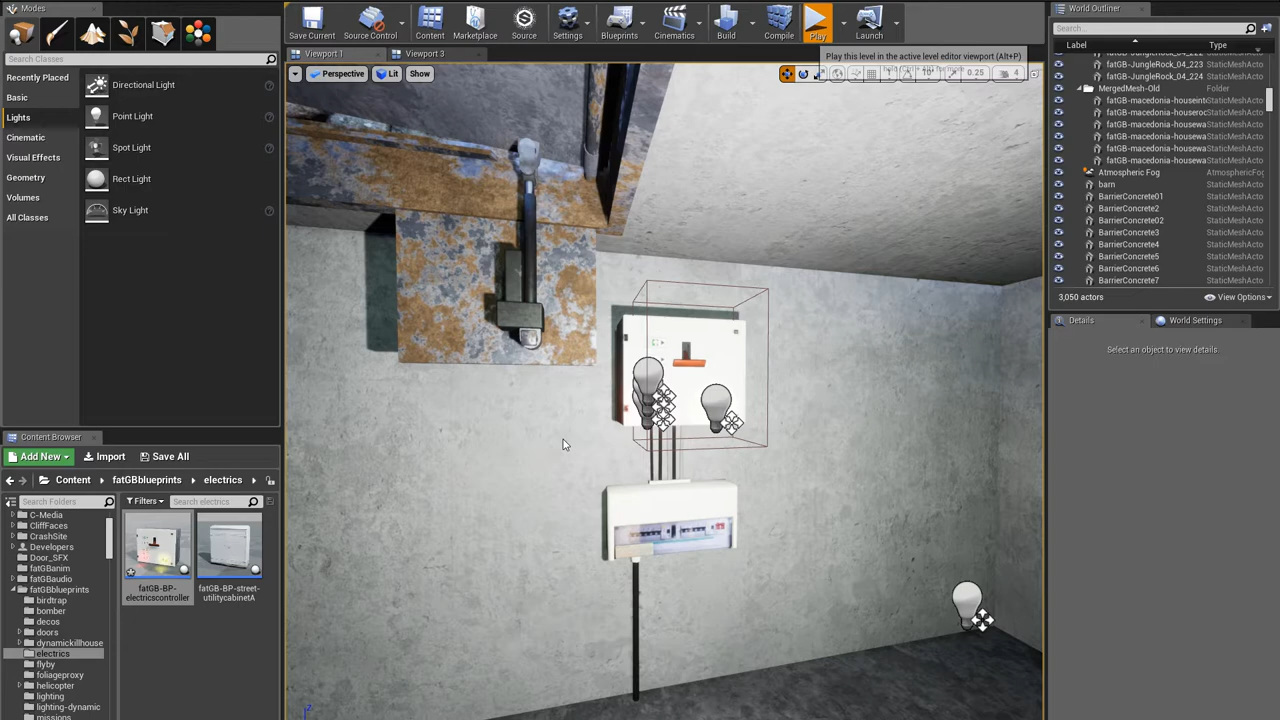 Modes
Save Current
Source Control
Content
Marketplace
Source
Settings
Blueprints
Cinematics
Build
Compile
Play
Launch
World Outliner
Search...
Label
Type
Search Classes
Viewport 1
Viewport 3
Play this level in the active level editor viewport (Alt+P)
Perspective
Lit
Show
10°
0.25
4
Recently Placed
Basic
Lights
Cinematic
Visual Effects
Geometry
Volumes
All Classes
Directional Light
Point Light
Spot Light
Rect Light
Sky Light
fatGB-JungleRock_04_223
StaticMeshActo
fatGB-JungleRock_04_224
StaticMeshActo
MergedMesh-Old
Folder
fatGB-macedonia-houseint
StaticMeshActo
fatGB-macedonia-houseroc
StaticMeshActo
fatGB-macedonia-housewa
StaticMeshActo
fatGB-macedonia-housewa
StaticMeshActo
fatGB-macedonia-housewa
StaticMeshActo
fatGB-macedonia-housewa
StaticMeshActo
Atmospheric Fog
AtmosphericFog
barn
StaticMeshActo
BarrierConcrete01
StaticMeshActo
BarrierConcrete2
StaticMeshActo
BarrierConcrete02
StaticMeshActo
BarrierConcrete3
StaticMeshActo
BarrierConcrete4
StaticMeshActo
BarrierConcrete5
StaticMeshActo
BarrierConcrete6
StaticMeshActo
BarrierConcrete7
StaticMeshActo
3,050 actors
View Options
Details
World Settings
Select an object to view details.
Content Browser
Add New
Import
Save All
Content
fatGBblueprints
electrics
Search Folders
Filters
Search electrics
C-Media
CliffFaces
CrashSite
Developers
Door_SFX
fatGBanim
fatGBaudio
fatGBblueprints
birdtrap
bomber
decos
doors
dynamickillhouse
electrics
flyby
foliageproxy
helicopter
lighting
lighting-dynamic
missions
fatGB-BP-
electricscontroller
fatGB-BP-street-
utilitycabinetA